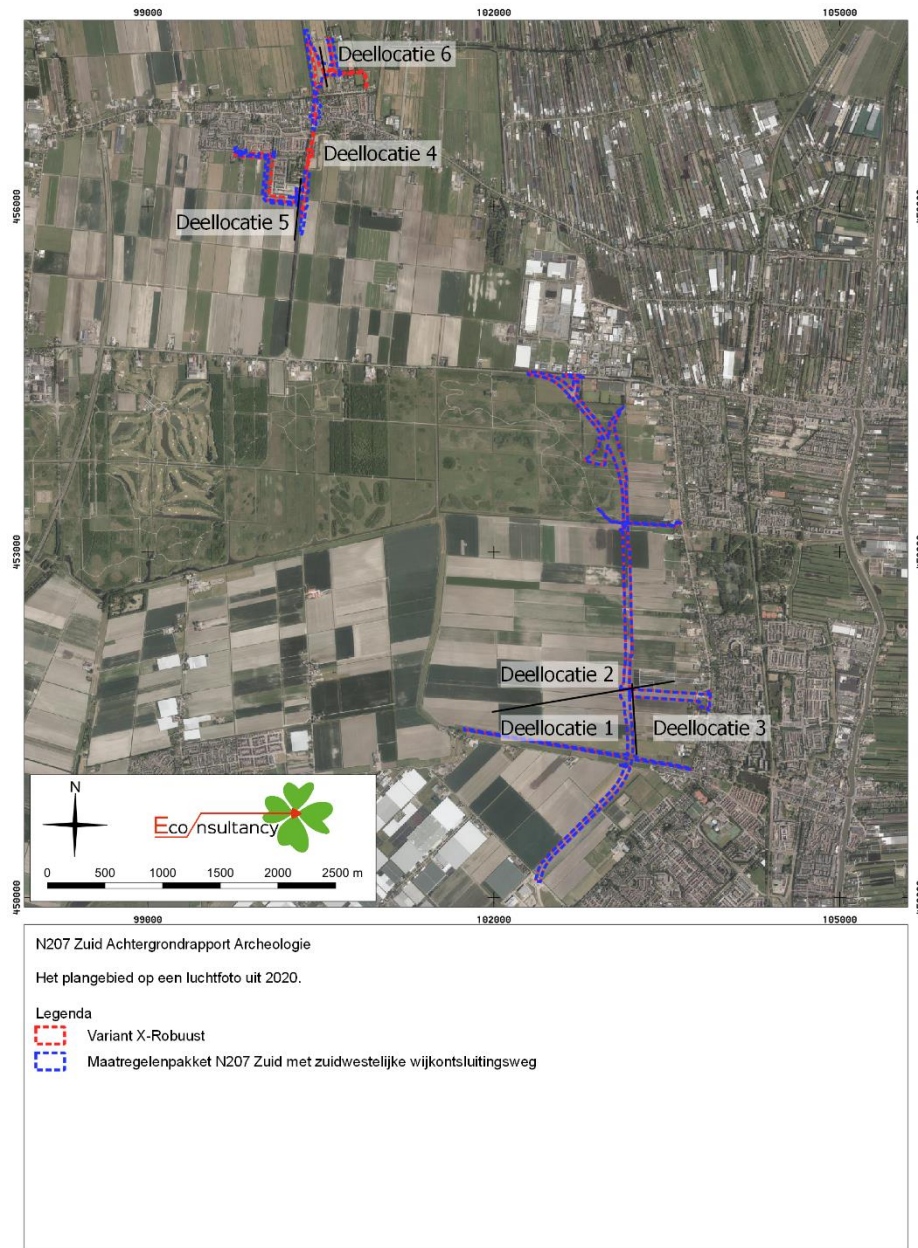 99000 102000 105000
Deellocatie 6
Deellocatie 4
Deellocatie 5
456000
453000
Deellocatie 2
Deellocatie 1 Deellocatie 3
N
Econsultancy
0 500 1000 1500 2000 2500 m
450000
99000 102000 105000
N207 Zuid Achtergrondrapport Archeologie
Het plangebied op een luchtfoto uit 2020.
Legenda
Variant X-Robuust
Maatregelenpakket N207 Zuid met zuidwestelijke wijkontsluitingsweg